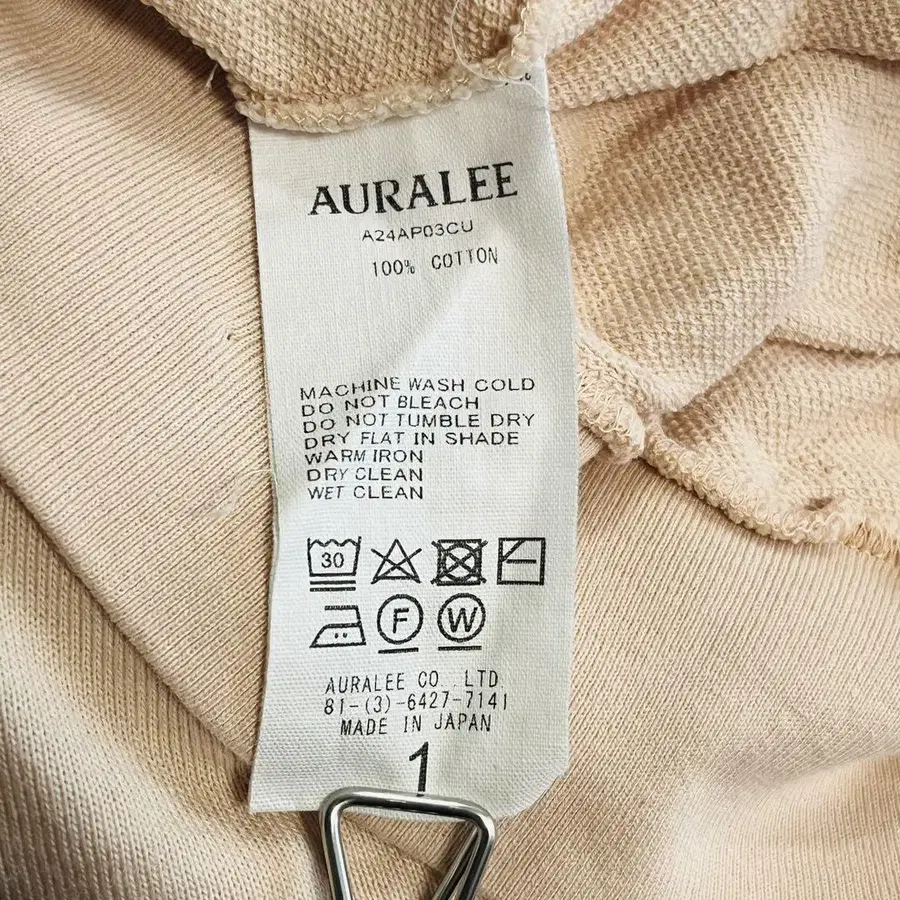 AURALEE
A24AP03CU
100% COTTON
MACHINE WASH COLD
DO NOT BLEACH
DO NOT TUMBLE DRY
DRY FLAT IN SHADE
WARM IRON
DRY CLEAN
WET CLEAN
30
F W
AURALEE CO .LTD
81-(3)-6427-7141
MADE IN JAPAN
1